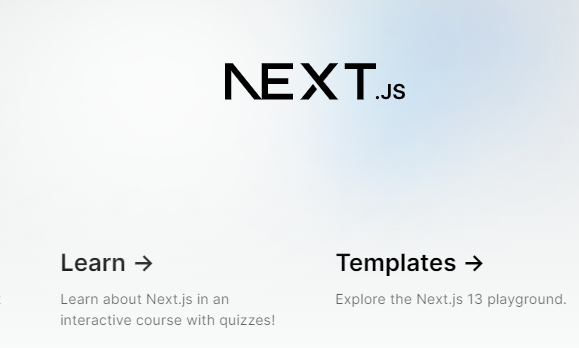 NEXT.JS
Learn →
Learn about Next.js in an
interactive course with quizzes!
Templates →
Explore the Next.js 13 playground.